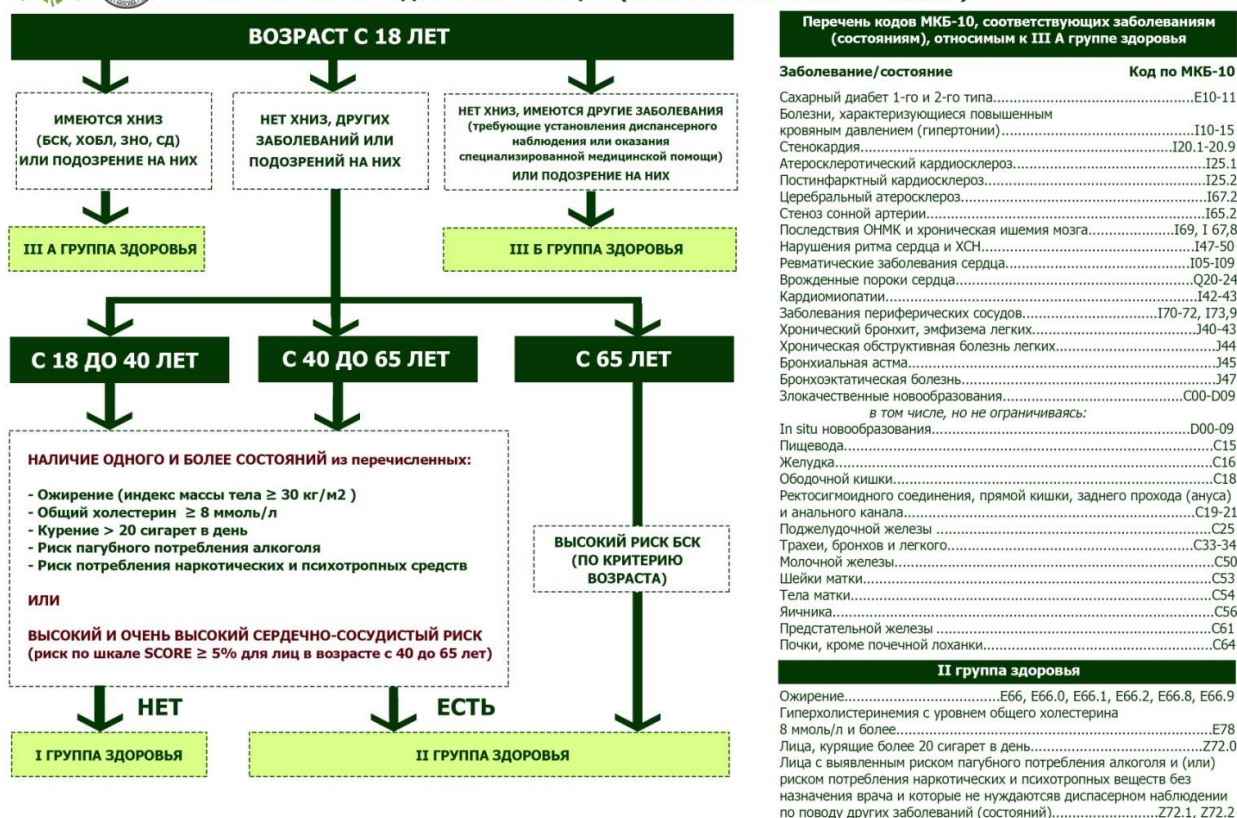 ВОЗРАСТ С 18 ЛЕТ
ИМЕЮТСЯ ХНИЗ
(БСК, ХОБЛ, ЗНО, СД)
ИЛИ ПОДОЗРЕНИЕ НА НИХ
НЕТ ХНИЗ, ДРУГИХ
ЗАБОЛЕВАНИЙ ИЛИ
ПОДОЗРЕНИЙ НА НИХ
НЕТ ХНИЗ, ИМЕЮТСЯ ДРУГИЕ ЗАБОЛЕВАНИЯ
(требующие установления диспансерного
наблюдения или оказания
специализированной медицинской помощи)
ИЛИ ПОДОЗРЕНИЕ НА НИХ
III А ГРУППА ЗДОРОВЬЯ
III Б ГРУППА ЗДОРОВЬЯ
С 18 ДО 40 ЛЕТ
С 40 ДО 65 ЛЕТ
С 65 ЛЕТ
НАЛИЧИЕ ОДНОГО И БОЛЕЕ СОСТОЯНИЙ из перечисленных:
- Ожирение (индекс массы тела ≥ 30 кг/м2 )
- Общий холестерин ≥ 8 ммоль/л
- Курение > 20 сигарет в день
- Риск пагубного потребления алкоголя
- Риск потребления наркотических и психотропных средств
ИЛИ
ВЫСОКИЙ И ОЧЕНЬ ВЫСОКИЙ СЕРДЕЧНО-СОСУДИСТЫЙ РИСК
(риск по шкале SCORE ≥ 5% для лиц в возрасте с 40 до 65 лет)
ВЫСОКИЙ РИСК БСК
(ПО КРИТЕРИЮ
ВОЗРАСТА)
НЕТ
ЕСТЬ
I ГРУППА ЗДОРОВЬЯ
II ГРУППА ЗДОРОВЬЯ
Перечень кодов МКБ-10, соответствующих заболеваниям
(состояниям), относимым к III А группе здоровья
Заболевание/состояние Код по МКБ-10
Сахарный диабет 1-го и 2-го типа...E10-11
Болезни, характеризующиеся повышенным
кровяным давлением (гипертонии)...I10-15
Стенокардия...I20.1-20.9
Атеросклеротический кардиосклероз...I25.1
Постинфарктный кардиосклероз...I25.2
Церебральный атеросклероз...I67.2
Стеноз сонной артерии...I65.2
Последствия ОНМК и хроническая ишемия мозга...I69, I 67,8
Нарушения ритма сердца и ХСН...I47-50
Ревматические заболевания сердца...I05-I09
Врожденные пороки сердца...Q20-24
Кардиомиопатии...I42-43
Заболевания периферических сосудов...I70-72, I73,9
Хронический бронхит, эмфизема легких...J40-43
Хроническая обструктивная болезнь легких...J44
Бронхиальная астма...J45
Бронхоэктатическая болезнь...J47
Злокачественные новообразования...C00-D09
в том числе, но не ограничиваясь:
In situ новообразования...D00-09
Пищевода...C15
Желудка...C16
Ободочной кишки...C18
Ректосигмоидного соединения, прямой кишки, заднего прохода (ануса)
и анального канала...C19-21
Поджелудочной железы ...C25
Трахеи, бронхов и легкого...C33-34
Молочной железы...C50
Шейки матки...C53
Тела матки...C54
Яичника...C56
Предстательной железы ...C61
Почки, кроме почечной лоханки...C64
II группа здоровья
Ожирение...E66, E66.0, E66.1, E66.2, E66.8, E66.9
Гиперхолистеринемия с уровнем общего холестерина
8 ммоль/л и более...E78
Лица, курящие более 20 сигарет в день...Z72.0
Лица с выявленным риском пагубного потребления алкоголя и (или)
риском потребления наркотических и психотропных веществ без
назначения врача и которые не нуждаютсяв диспасерном наблюдении
по поводу других заболеваний (состояний)...Z72.1, Z72.2